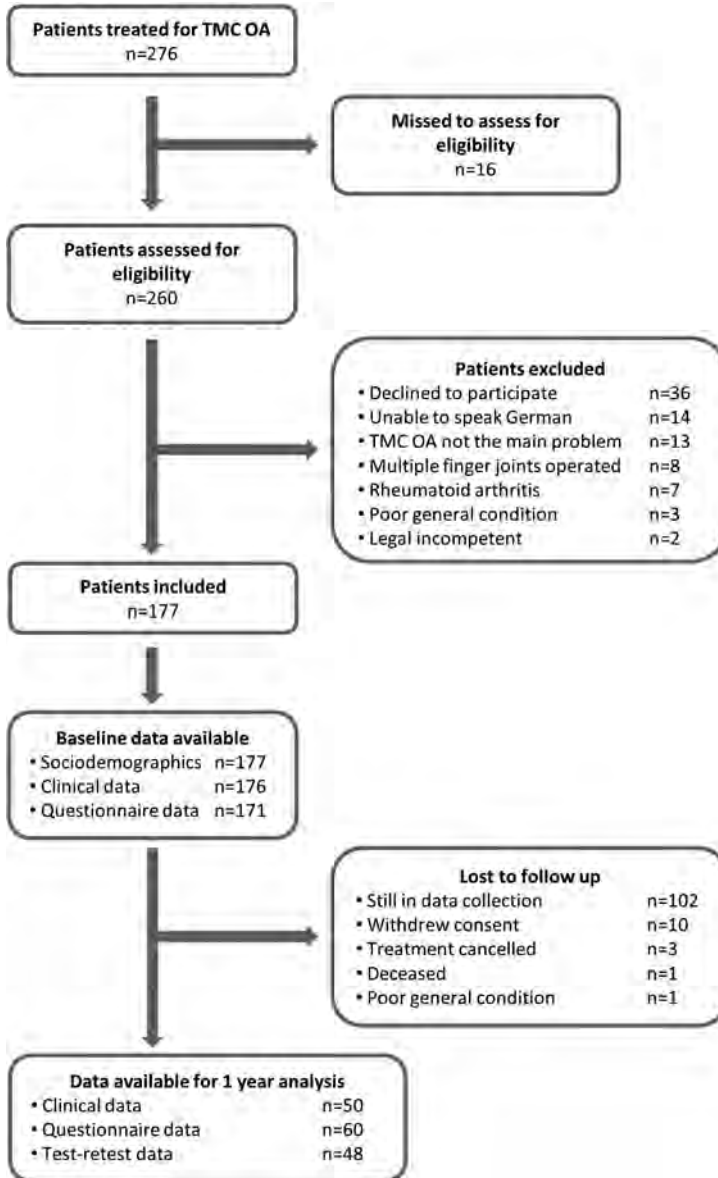 Patients treated for TMC OA
n=276
Missed to assess for
eligibility
n=16
Patients assessed for
eligibility
n=260
Patients excluded
• Declined to participate n=36
• Unable to speak German n=14
• TMC OA not the main problem n=13
• Multiple finger joints operated n=8
• Rheumatoid arthritis n=7
• Poor general condition n=3
• Legal incompetent n=2
Patients included
n=177
Baseline data available
• Sociodemographics n=177
• Clinical data n=176
• Questionnaire data n=171
Lost to follow up
• Still in data collection n=102
• Withdrew consent n=10
• Treatment cancelled n=3
• Deceased n=1
• Poor general condition n=1
Data available for 1 year analysis
• Clinical data n=50
• Questionnaire data n=60
• Test-retest data n=48